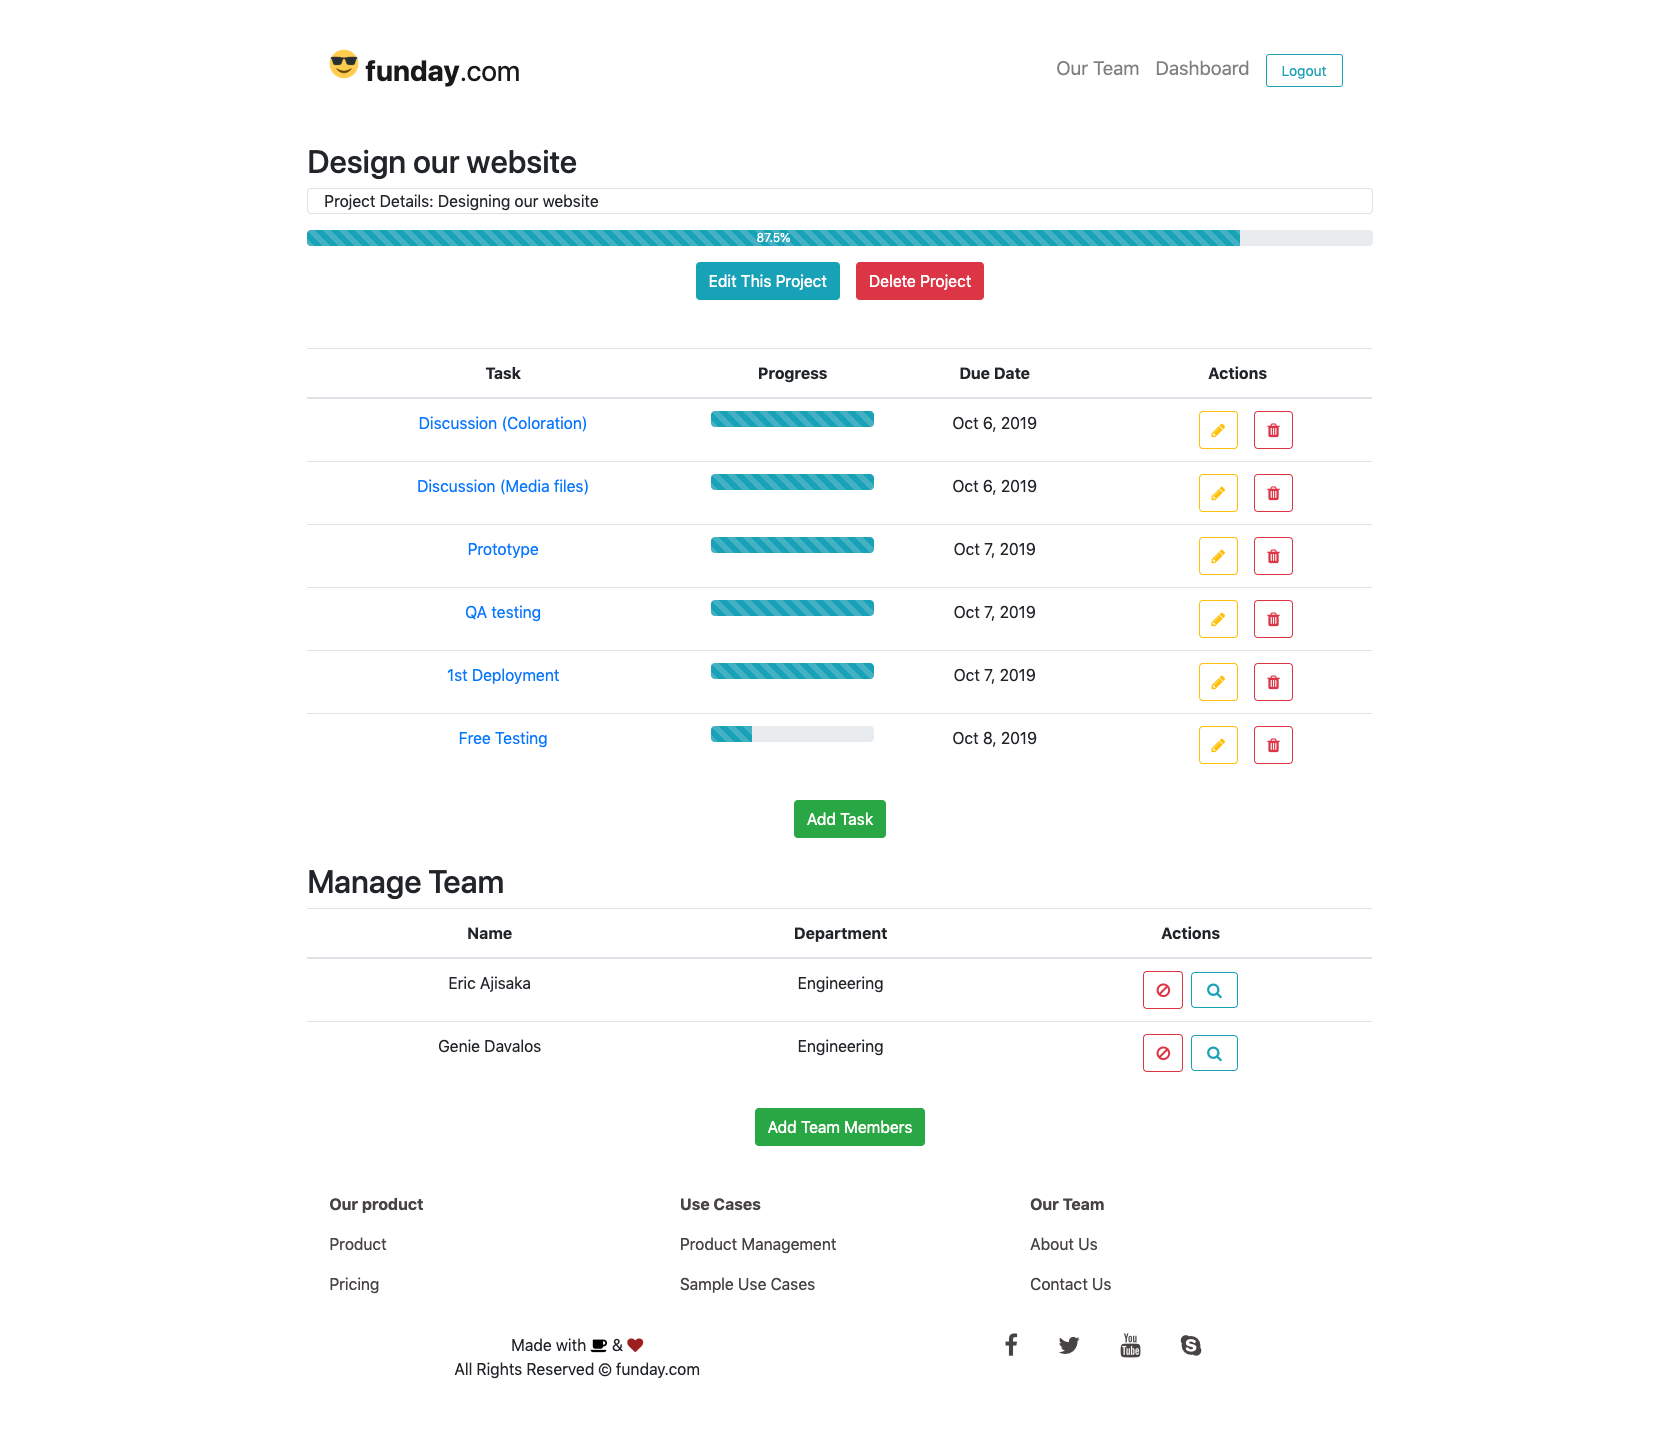 funday.com
Our Team Dashboard Logout
Design our website
Project Details: Designing our website
87.5%
Edit This Project Delete Project
Task Progress Due Date Actions
Discussion (Coloration) Oct 6, 2019
Discussion (Media files) Oct 6, 2019
Prototype Oct 7, 2019
QA testing Oct 7, 2019
1st Deployment Oct 7, 2019
Free Testing Oct 8, 2019
Add Task
Manage Team
Name Department Actions
Eric Ajisaka Engineering
Genie Davalos Engineering
Add Team Members
Our product Use Cases Our Team
Product Product Management About Us
Pricing Sample Use Cases Contact Us
Made with & You Tube
All Rights Reserved © funday.com